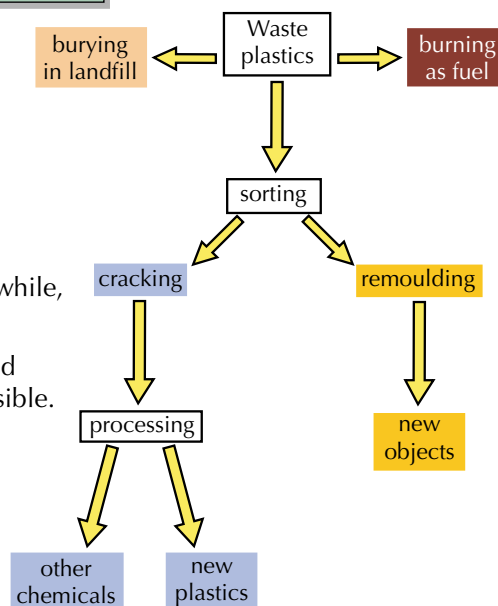 Waste
plastics
burying
in landfill
burning
as fuel
sorting
while,
cracking
remoulding
d
sible.
processing
new
objects
other
chemicals
new
plastics